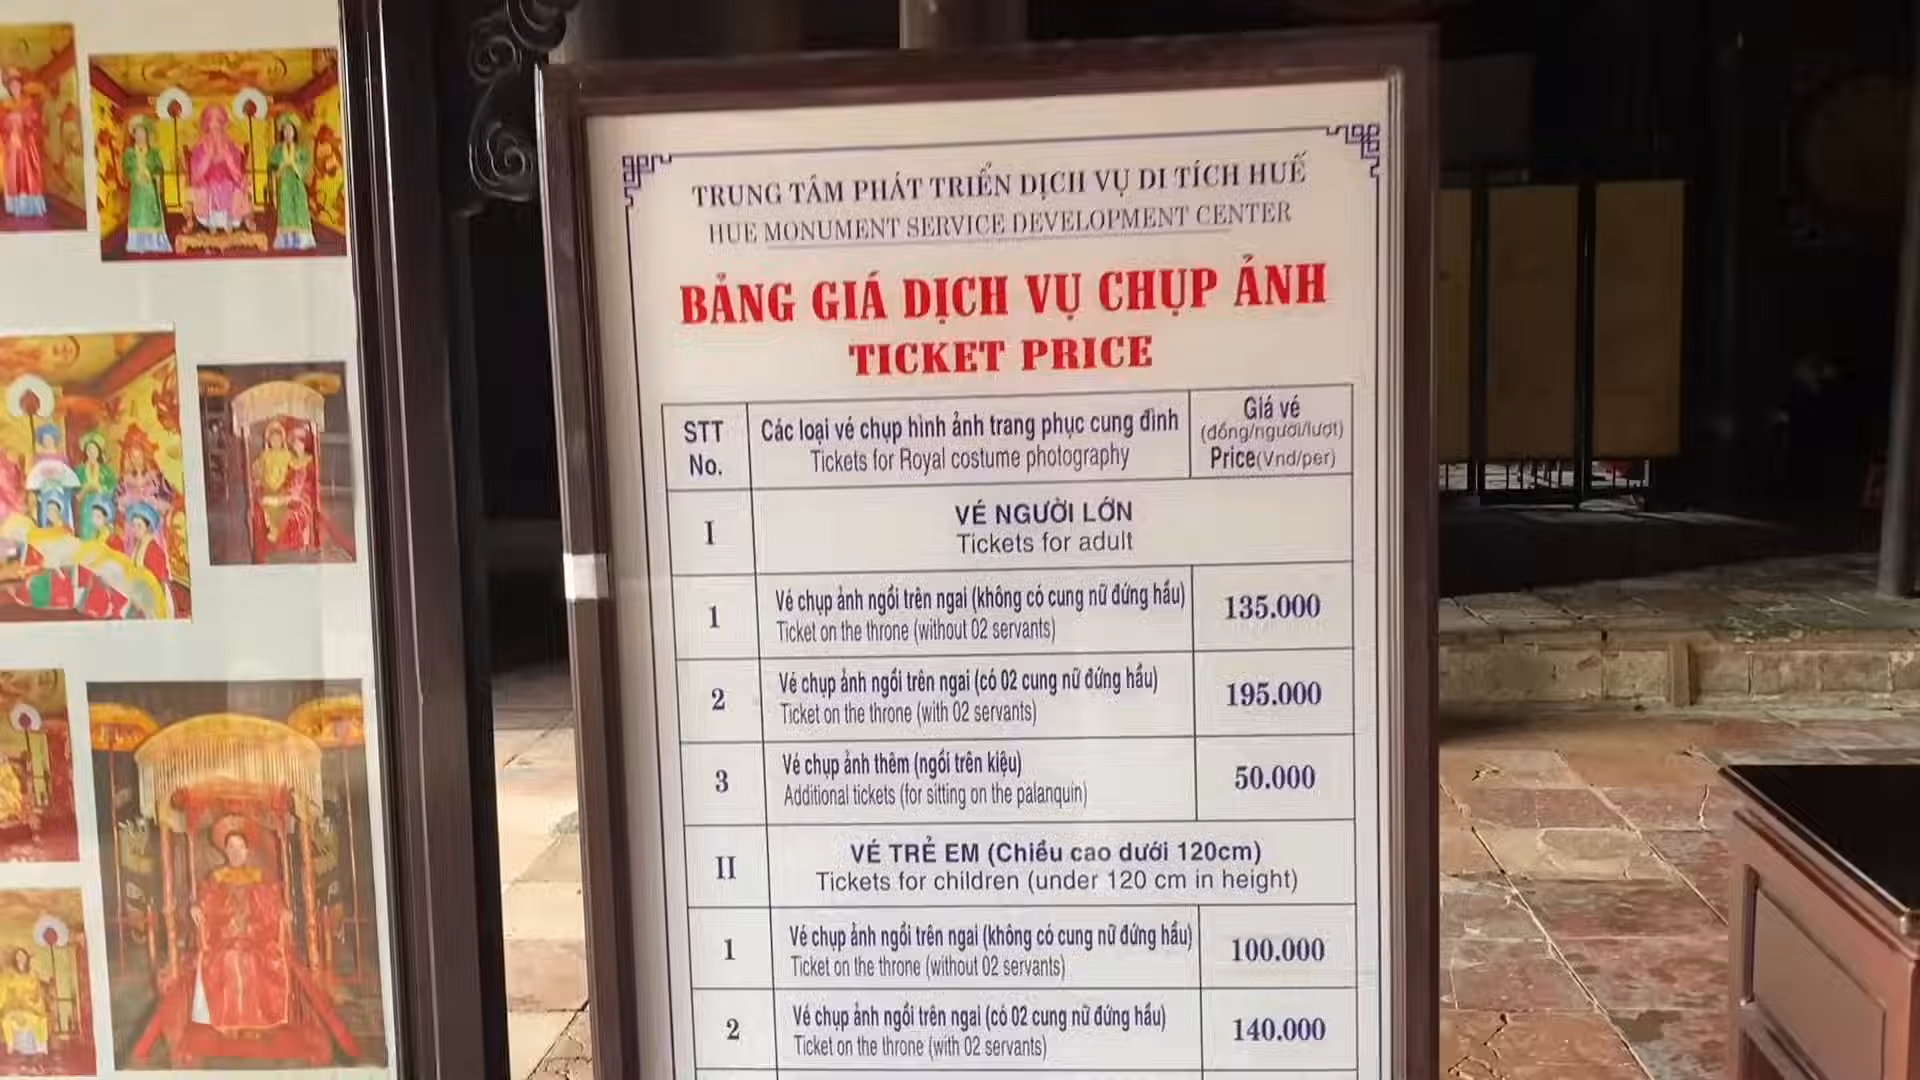 TRUNG TÂM PHÁT TRIỂN DỊCH VỤ DI TÍCH HUẾ
HUE MONUMENT SERVICE DEVELOPMENT CENTER
BẢNG GIÁ DỊCH VỤ CHỤP ẢNH
TICKET PRICE
STT
No.
Các loại vé chụp hình ảnh trang phục cung đình
Tickets for Royal costume photography
Giá vé
(đồng/người/lượt)
Price(Vnd/per)
I
VÉ NGƯỜI LỚN
Tickets for adult
1
Vé chụp ảnh ngồi trên ngai (không có cung nữ đứng hầu)
Ticket on the throne (without 02 servants)
135.000
2
Vé chụp ảnh ngồi trên ngai (có 02 cung nữ đứng hầu)
Ticket on the throne (with 02 servants)
195.000
3
Vé chụp ảnh thêm (ngồi trên kiệu)
Additional tickets (for sitting on the palanquin)
50.000
II
VÉ TRẺ EM (Chiều cao dưới 120cm)
Tickets for children (under 120 cm in height)
1
Vé chụp ảnh ngồi trên ngai (không có cung nữ đứng hầu)
Ticket on the throne (without 02 servants)
100.000
2
Vé chụp ảnh ngồi trên ngai (có 02 cung nữ đứng hầu)
Ticket on the throne (with 02 servants)
140.000